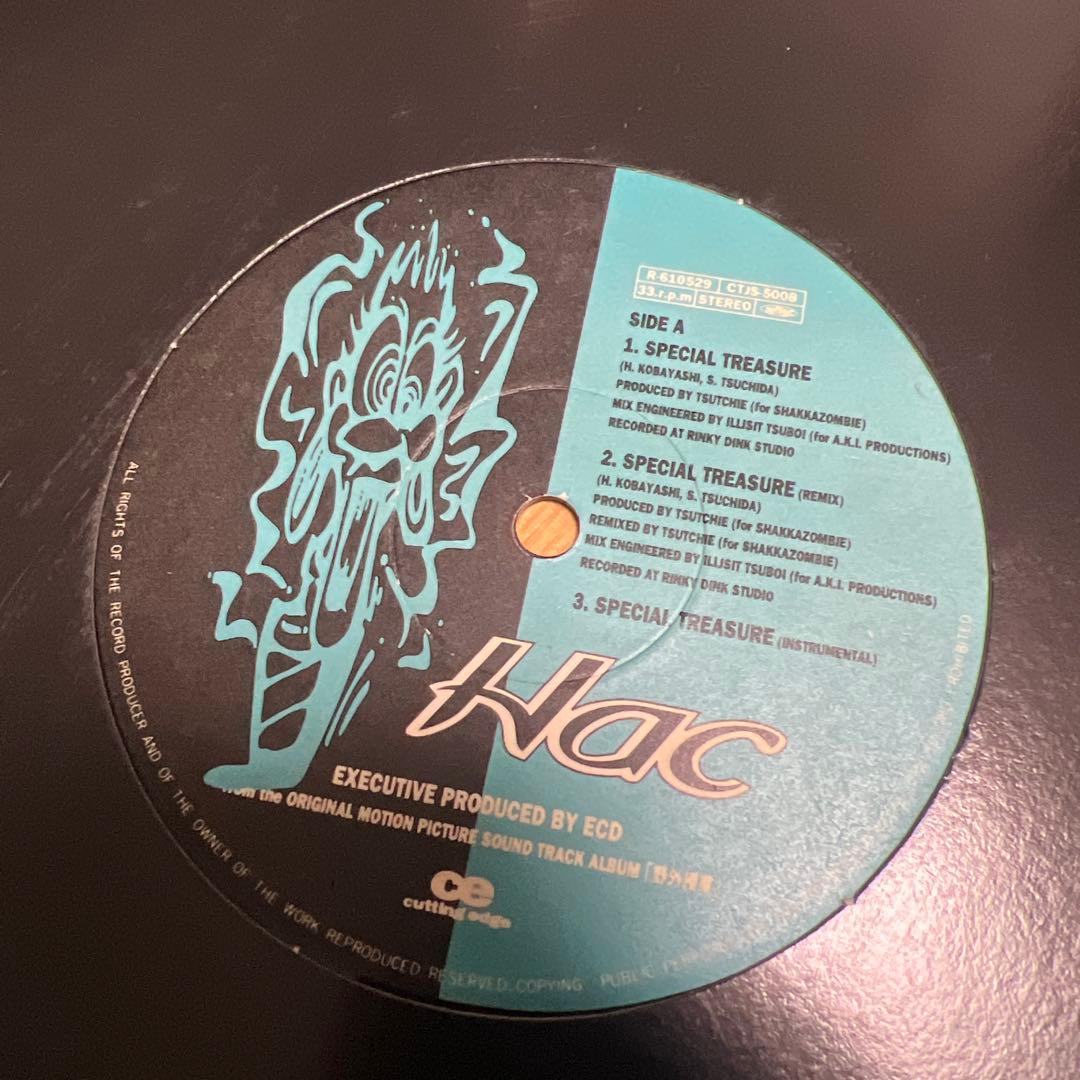 R-610529 CTJS-5008
33.r.p.m STEREO
SIDE A
1. SPECIAL TREASURE
(H. KOBAYASHI, S. TSUCHIDA)
PRODUCED BY TSUTCHIE (for SHAKKAZOMBIE)
MIX ENGINEERED BY ILLISIT TSUBOI (for A.K.I. PRODUCTIONS)
RECORDED AT RINKY DINK STUDIO
2. SPECIAL TREASURE (REMIX)
(H. KOBAYASHI, S. TSUCHIDA)
PRODUCED BY TSUTCHIE (for SHAKKAZOMBIE)
REMIXED BY TSUTCHIE (for SHAKKAZOMBIE)
MIX ENGINEERED BY ILLISIT TSUBOI (for A.K.I. PRODUCTIONS)
RECORDED AT RINKY DINK STUDIO
3. SPECIAL TREASURE (INSTRUMENTAL)
Hac
EXECUTIVE PRODUCED BY ECD
from the ORIGINAL MOTION PICTURE SOUND TRACK ALBUM「野外
ce
cutting edge
ALL RIGHTS OF THE RECORD PRODUCER AND OF THE OWNER OF THE WORK REPRODUCED RESERVED. COPYING PUBLIC